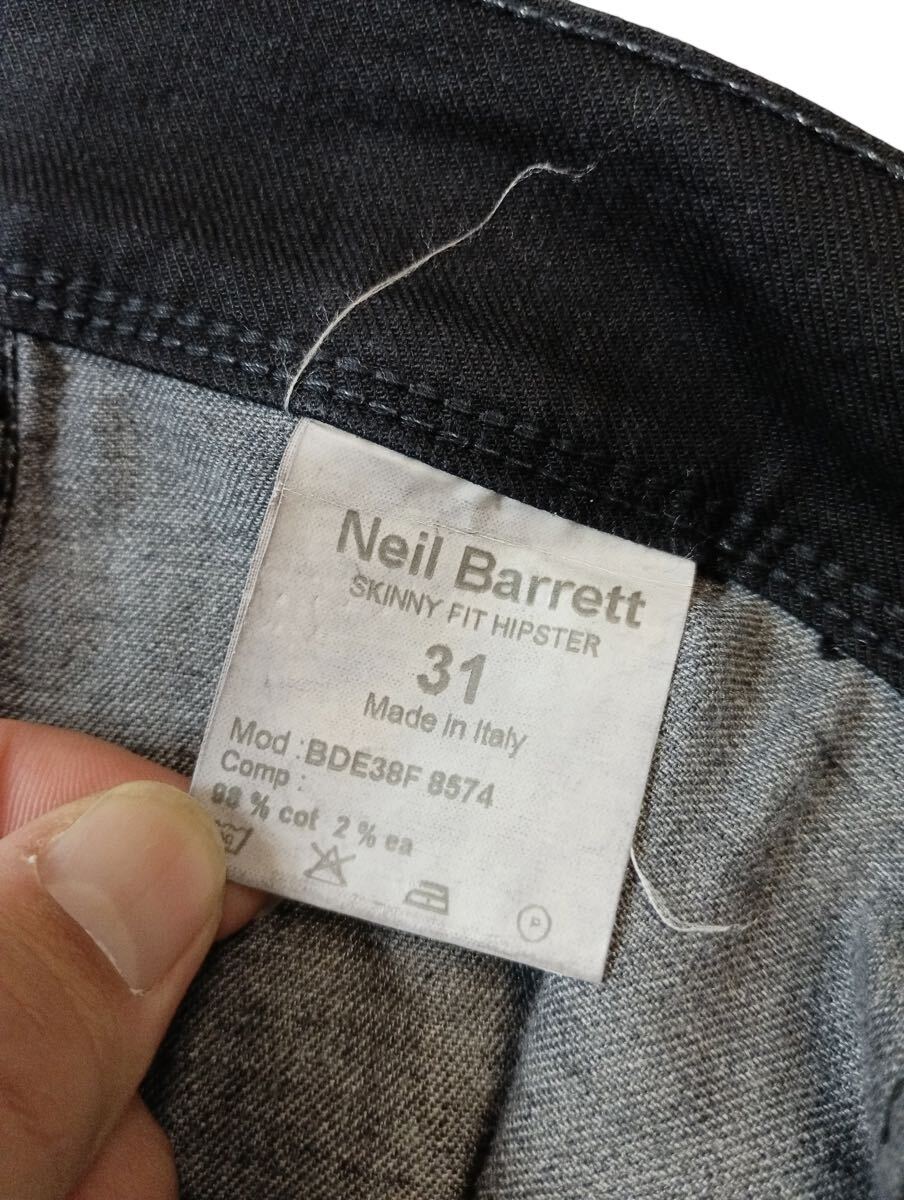 Neil Barrett
SKINNY FIT HIPSTER
31
Made in Italy
Mod : BDE38F 8574
Comp :
98 % cot 2 % ea
P